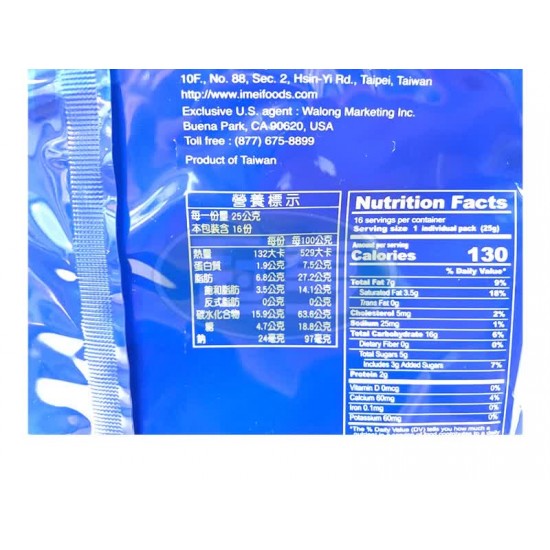 10F., No. 88, Sec. 2, Hsin-Yi Rd., Taipei, Taiwan
http://www.imeifoods.com
Exclusive U.S. agent : Walong Marketing Inc.
Buena Park, CA 90620, USA
Toll free : (877) 675-8899
Product of Taiwan
營養標示
每一份量 25公克
本包裝含 16份
每份 每100公克
熱量 132大卡 529大卡
蛋白質 1.9公克 7.5公克
脂肪 6.8公克 27.2公克
飽和脂肪 3.5公克 14.1公克
反式脂肪 0公克 0公克
碳水化合物 15.9公克 63.6公克
糖 4.7公克 18.8公克
鈉 24毫克 97毫克
Nutrition Facts
16 servings per container
Serving size 1 individual pack (25g)
Amount per serving
Calories 130
% Daily Value*
Total Fat 7g 9%
Saturated Fat 3.5g 18%
Trans Fat 0g
Cholesterol 5mg 2%
Sodium 25mg 1%
Total Carbohydrate 16g 6%
Dietary Fiber 0g 0%
Total Sugars 5g
Includes 3g Added Sugars 7%
Protein 2g
Vitamin D 0mcg 0%
Calcium 60mg 4%
Iron 0.1mg 0%
Potassium 60mg 0%
*The % Daily Value (DV) tells you how much a